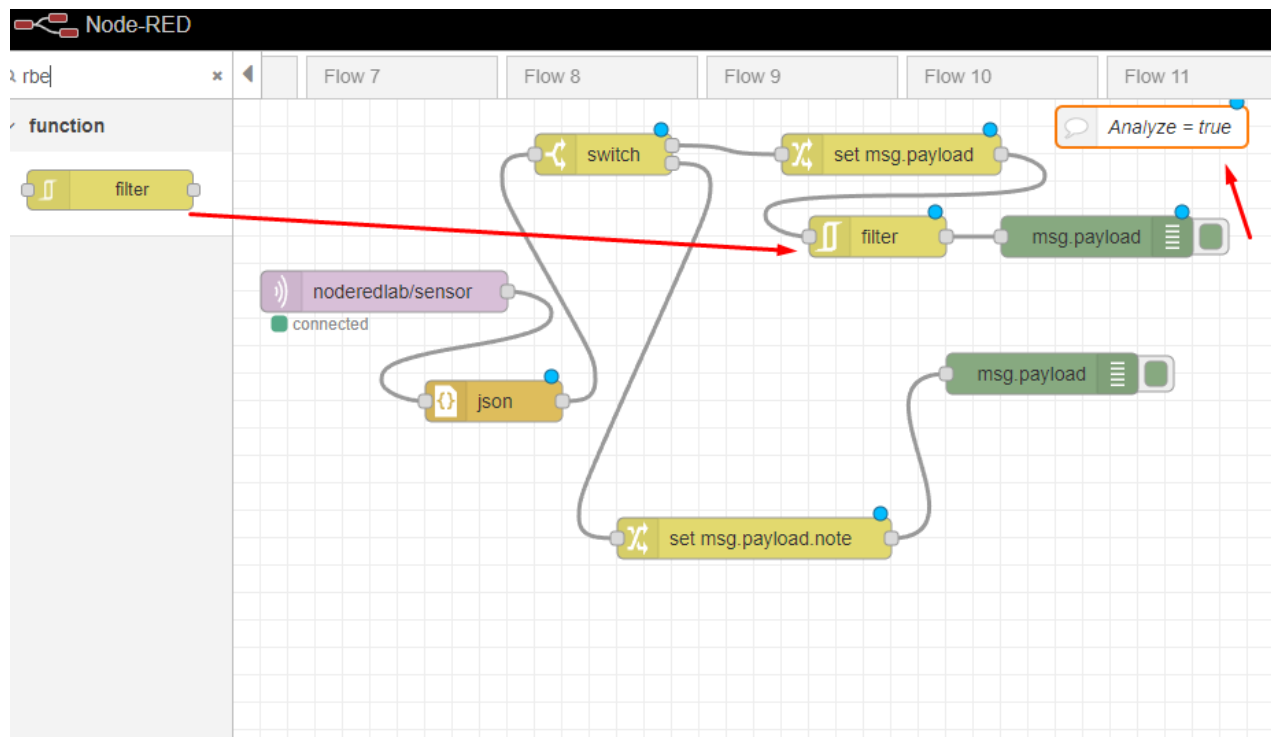 Node-RED
rbe
Flow 7
Flow 8
Flow 9
Flow 10
Flow 11
function
filter
switch
set msg.payload
Analyze = true
filter
msg.payload
noderedlab/sensor
connected
json
msg.payload
set msg.payload.note